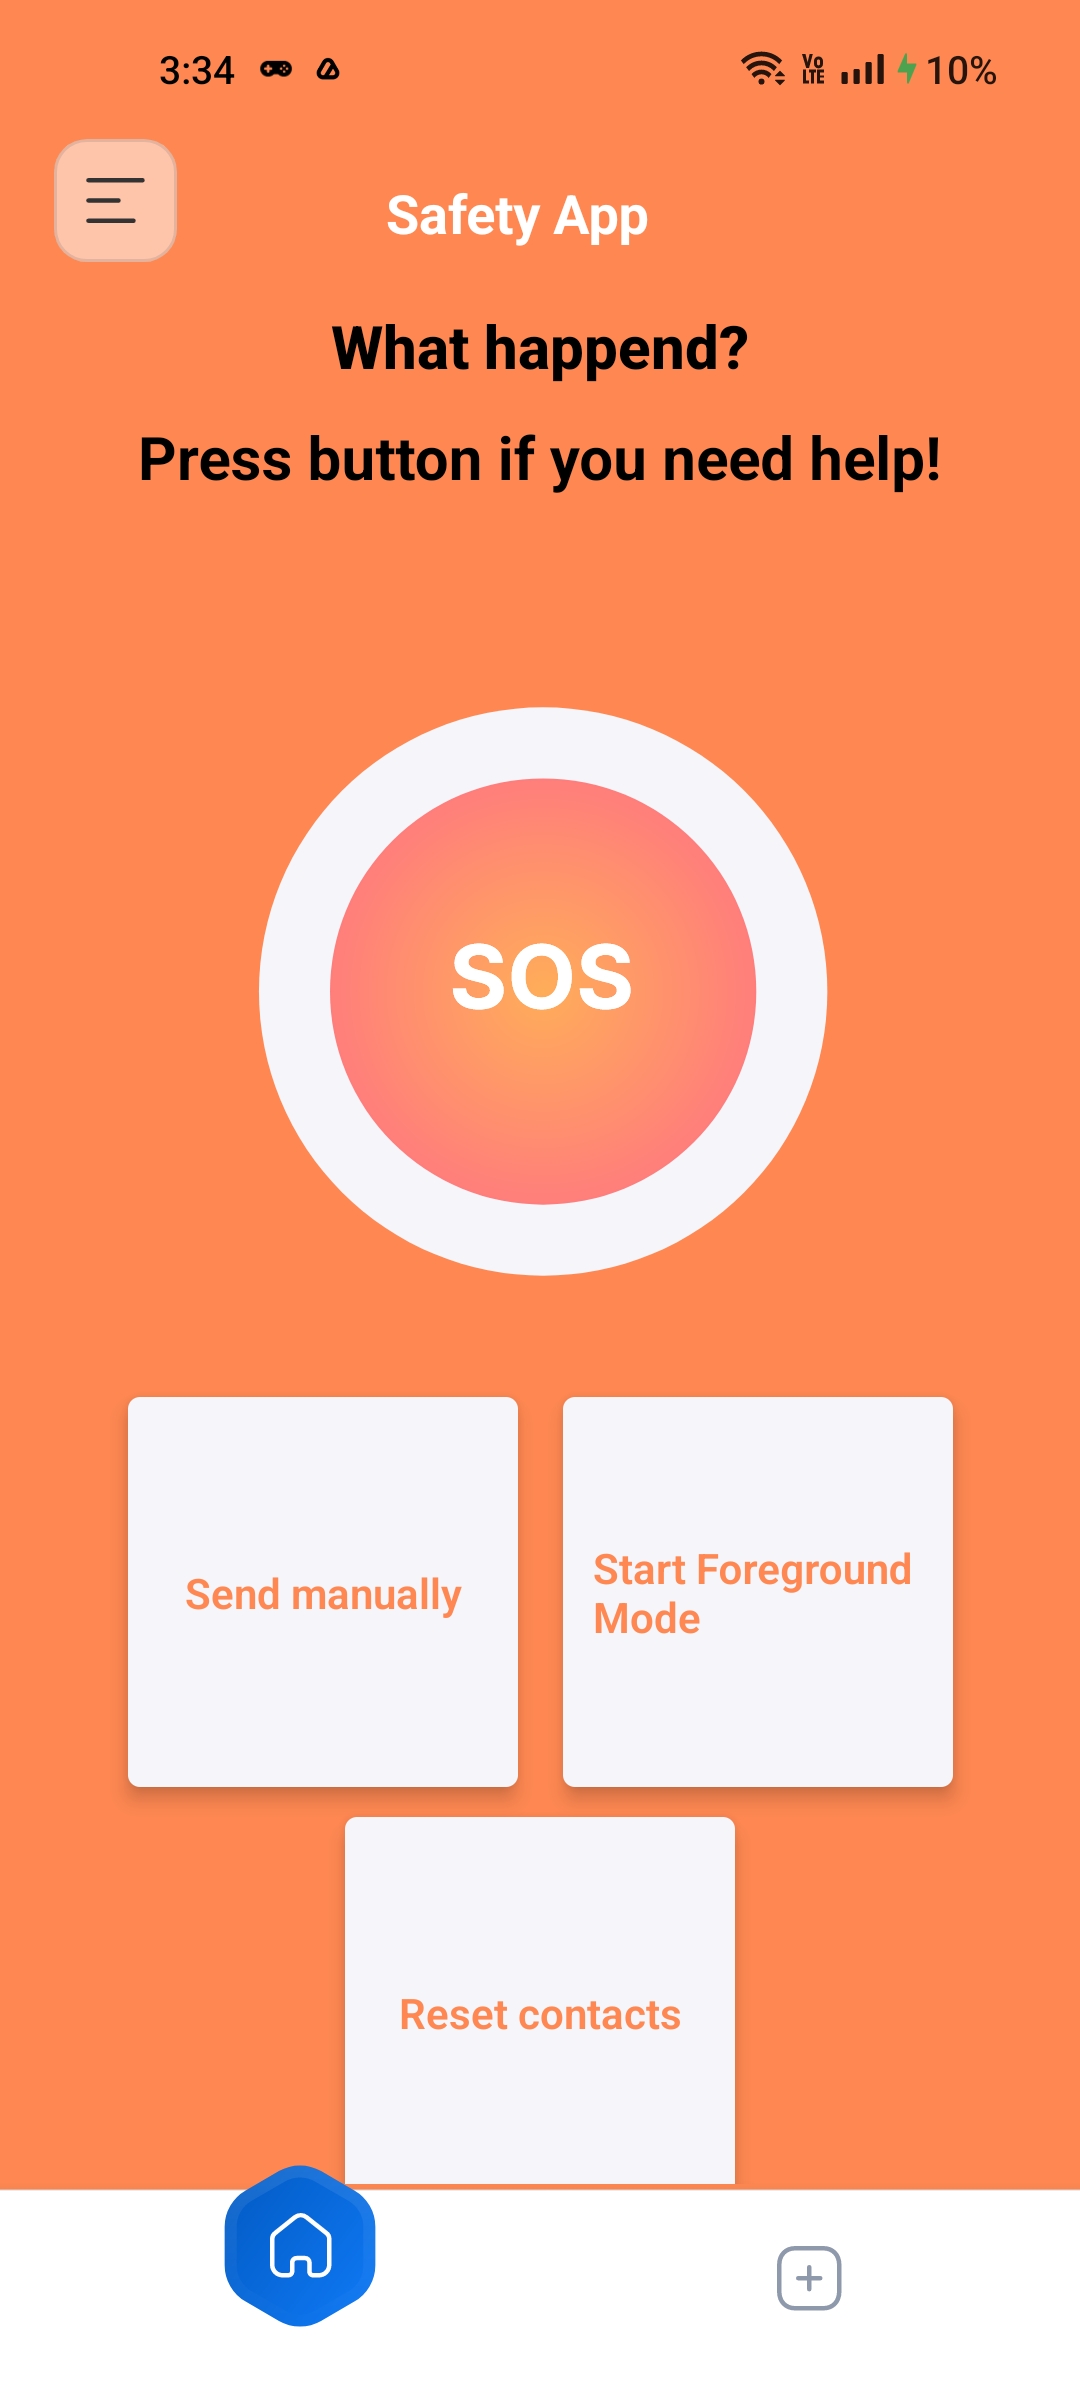 3:34
Vo
LTE
10%
Safety App
What happend?
Press button if you need help!
SOS
Send manually
Start Foreground
Mode
Reset contacts